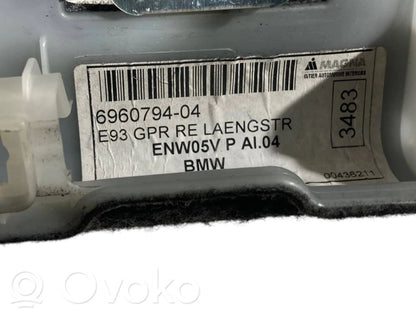 MAGNA
INTIER AUTOMOTIVE INTERIORS
6960794-04
E93 GPR RE LAENGSTR
ENW05V P AI.04
BMW
3483
00436211
© OVOKO